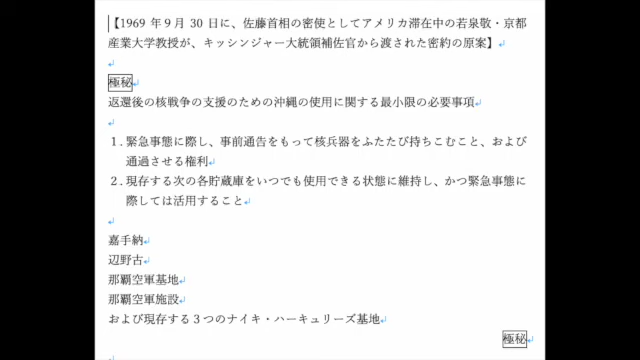 【1969 年９月 30 日に、佐藤首相の密使としてアメリカ滞在中の若泉敬・京都
産業大学教授が、キッシンジャー大統領補佐官から渡された密約の原案】
極秘
返還後の核戦争の支援のための沖縄の使用に関する最小限の必要事項
１. 緊急事態に際し、事前通告をもって核兵器をふたたび持ちこむこと、および
通過させる権利
２. 現存する次の各貯蔵庫をいつでも使用できる状態に維持し、かつ緊急事態に
際しては活用すること
嘉手納
辺野古
那覇空軍基地
那覇空軍施設
および現存する３つのナイキ・ハーキュリーズ基地
極秘